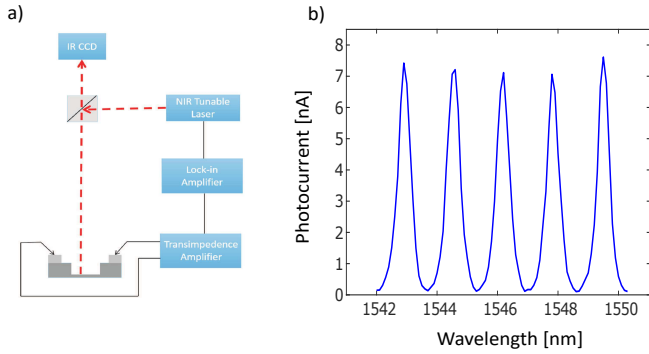 a)
IR CCD
NIR Tunable
Laser
Lock-in
Amplifier
Transimpedence
Amplifier
b)
Photocurrent [nA]
8
7
6
5
4
3
2
1
0
1542
1544
1546
1548
1550
Wavelength [nm]